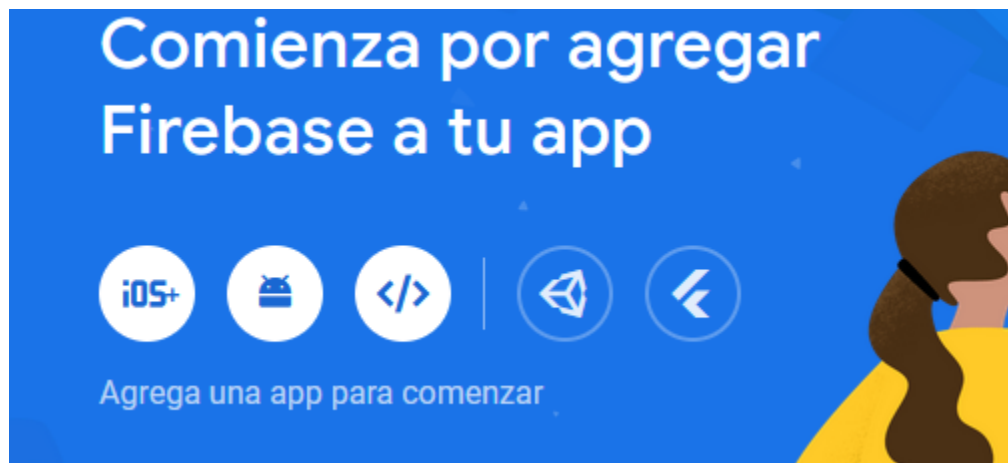 Comienza por agregar
Firebase a tu app
iOS+
</>
Agrega una app para comenzar